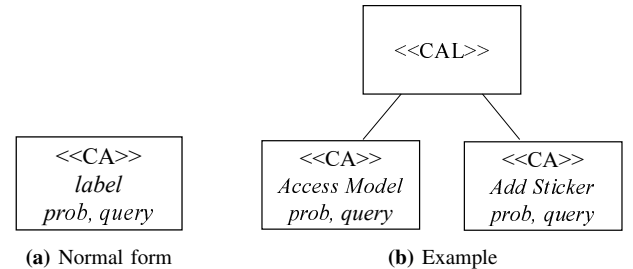 <<CAL>>
<<CA>>
label
prob, query
<<CA>>
Access Model
prob, query
<<CA>>
Add Sticker
prob, query
(a) Normal form
(b) Example